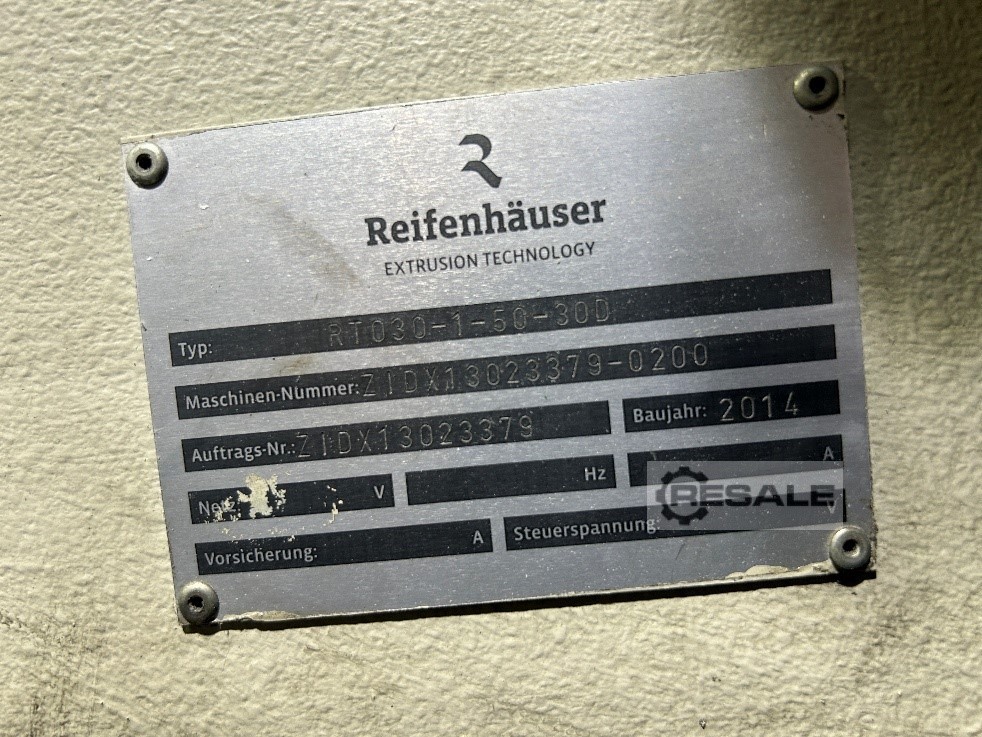 R
Reifenhäuser
EXTRUSION TECHNOLOGY
Typ: RT030-1-50-30D
Maschinen-Nummer: ZIDX13023379-0200
Auftrags-Nr.: ZIDX13023379 Baujahr: 2014
Netz: V Hz A
Vorsicherung: A Steuerspannung: V
RESALE